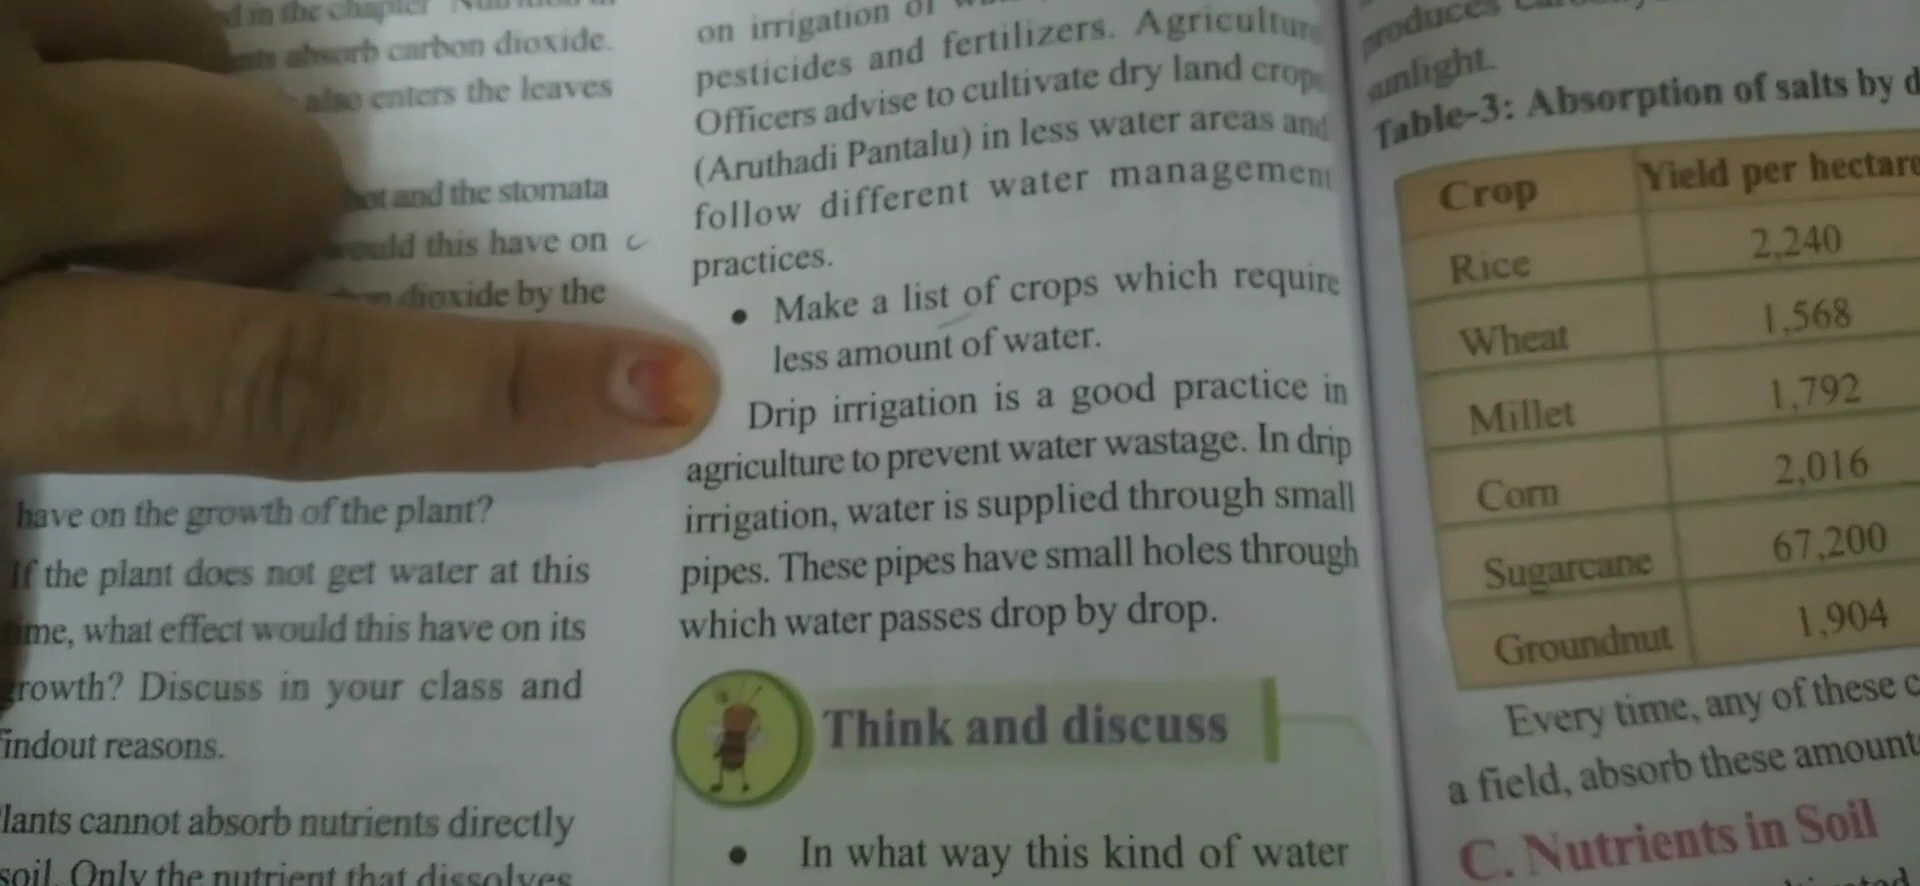 d in the chapter
absorb carbon dioxide.
also enters the leaves
and the stomata
would this have on
dioxide by the
have on the growth of the plant?
If the plant does not get water at this
time, what effect would this have on its
growth? Discuss in your class and
findout reasons.
lants cannot absorb nutrients directly
soil. Only the nutrient that dissolves
on irrigation of
pesticides and fertilizers. Agriculture
Officers advise to cultivate dry land crops
(Aruthadi Pantalu) in less water areas and
follow different water management
practices.
• Make a list of crops which require
less amount of water.
Drip irrigation is a good practice in
agriculture to prevent water wastage. In drip
irrigation, water is supplied through small
pipes. These pipes have small holes through
which water passes drop by drop.
Think and discuss
• In what way this kind of water
produces
sunlight.
Table-3: Absorption of salts by d
Crop Yield per hectare
Rice 2,240
Wheat 1,568
Millet 1,792
Corn 2,016
Sugarcane 67,200
Groundnut 1,904
Every time, any of these c
a field, absorb these amount
C. Nutrients in Soil